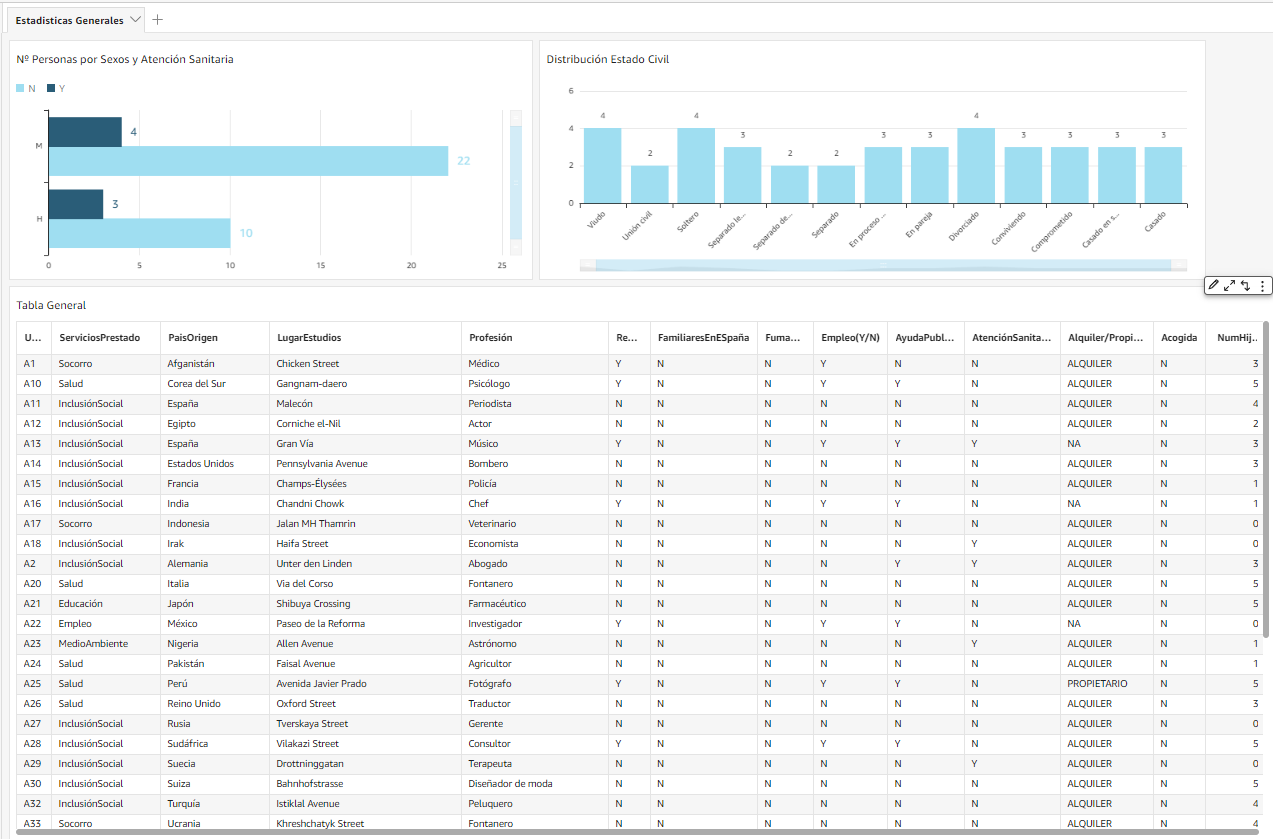 Estadísticas Generales
Nº Personas por Sexos y Atención Sanitaria
N Y
M
4
22
H
3
10
0 5 10 15 20 25
Distribución Estado Civil
6
4
2
0
4 2 4 3 2 2 3 3 4 3 3 3 3
Viudo Unión civil Soltero Separado le... Separado de... Separado En proceso ... En pareja Divorciado Conviviendo Comprometido Casado en s... Casado
Tabla General
U... ServiciosPrestado PaisOrigen LugarEstudios Profesión Re... FamiliaresEnESpaña Fuma... Empleo(Y/N) AyudaPubl... AtenciónSanita... Alquiler/Propi... Acogida NumHij...
A1 Socorro Afganistán Chicken Street Médico Y N N Y N N ALQUILER N 3
A10 Salud Corea del Sur Gangnam-daero Psicólogo Y N N Y Y N ALQUILER N 5
A11 InclusiónSocial España Malecón Periodista N N N N N N ALQUILER N 4
A12 InclusiónSocial Egipto Corniche el-Nil Actor N N N N N N ALQUILER N 2
A13 InclusiónSocial España Gran Vía Músico Y N N Y Y Y NA N 3
A14 InclusiónSocial Estados Unidos Pennsylvania Avenue Bombero N N N N N N ALQUILER N 3
A15 InclusiónSocial Francia Champs-Élysées Policía N N N N N N ALQUILER N 1
A16 InclusiónSocial India Chandni Chowk Chef Y N N Y Y N NA N 1
A17 Socorro Indonesia Jalan MH Thamrin Veterinario N N N N N N ALQUILER N 0
A18 InclusiónSocial Irak Haifa Street Economista N N N N N Y ALQUILER N 0
A2 InclusiónSocial Alemania Unter den Linden Abogado N N N N Y Y ALQUILER N 3
A20 Salud Italia Via del Corso Fontanero N N N N N N ALQUILER N 5
A21 Educación Japón Shibuya Crossing Farmacéutico N N N N N N ALQUILER N 5
A22 Empleo México Paseo de la Reforma Investigador Y N N Y Y N NA N 0
A23 MedioAmbiente Nigeria Allen Avenue Astrónomo N N N N N Y ALQUILER N 1
A24 Salud Pakistán Faisal Avenue Agricultor N N N N N N ALQUILER N 1
A25 Salud Perú Avenida Javier Prado Fotógrafo Y N N Y Y N PROPIETARIO N 5
A26 Salud Reino Unido Oxford Street Traductor N N N N N N ALQUILER N 3
A27 InclusiónSocial Rusia Tverskaya Street Gerente N N N N N N ALQUILER N 0
A28 InclusiónSocial Sudáfrica Vilakazi Street Consultor Y N N Y Y N ALQUILER N 5
A29 InclusiónSocial Suecia Drottninggatan Terapeuta N N N N N Y ALQUILER N 0
A30 InclusiónSocial Suiza Bahnhofstrasse Diseñador de moda N N N N N N ALQUILER N 5
A32 InclusiónSocial Turquía Istiklal Avenue Peluquero N N N N N N ALQUILER N 4
A33 Socorro Ucrania Khreshchatyk Street Fontanero N N N N N N ALQUILER N 4